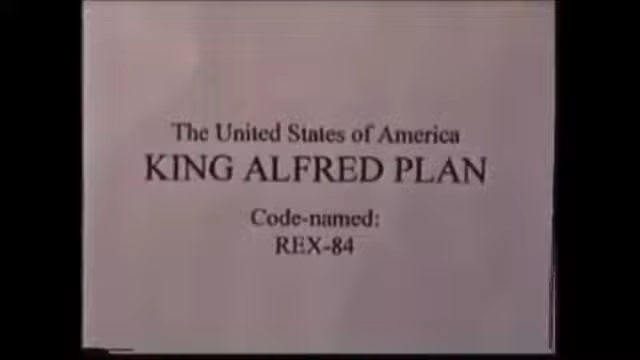 The United States of America
KING ALFRED PLAN
Code-named:
REX-84